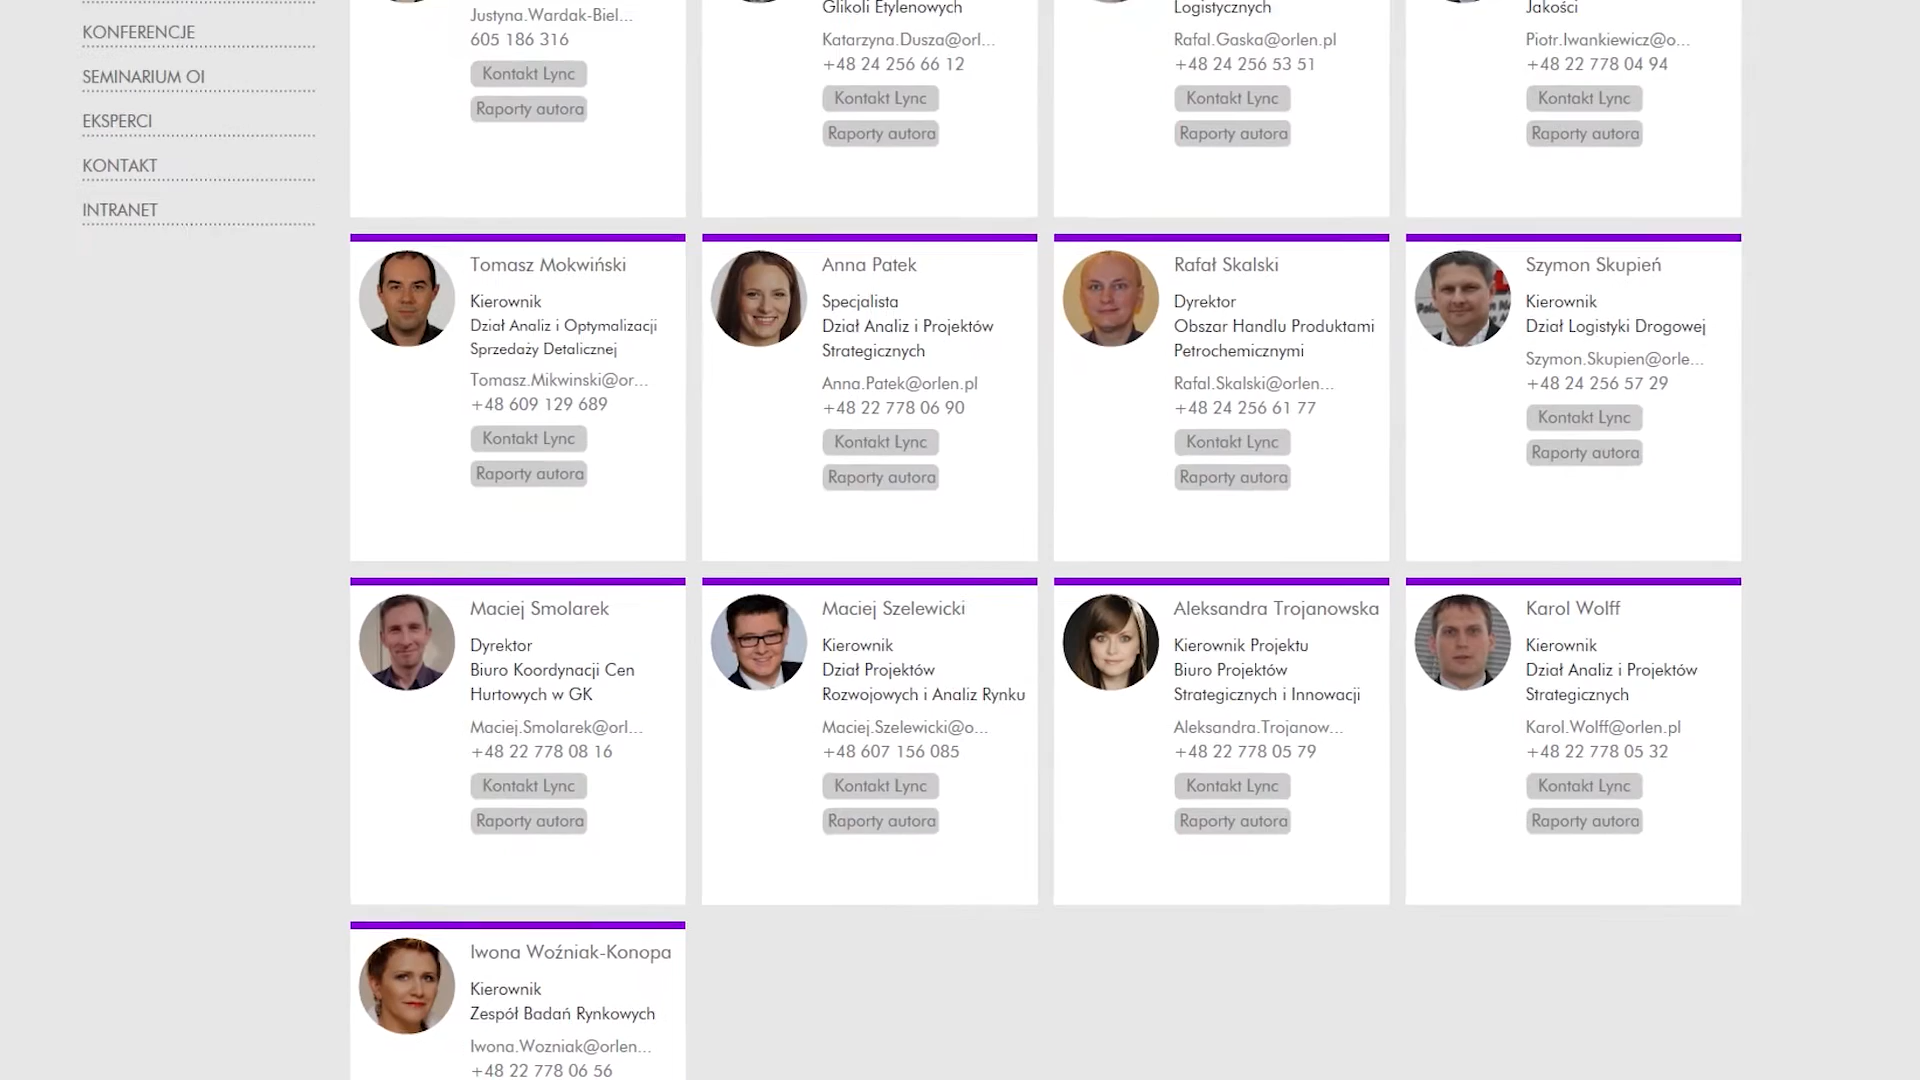 KONFERENCJE
SEMINARIUM OI
EKSPERCI
KONTAKT
INTRANET
Justyna.Wardak-Biel...
605 186 316
Kontakt Lync
Raporty autora
Glikoli Etylenowych
Katarzyna.Dusza@orl...
+48 24 256 66 12
Kontakt Lync
Raporty autora
Logistycznych
Rafal.Gaska@orlen.pl
+48 24 256 53 51
Kontakt Lync
Raporty autora
Jakości
Piotr.Iwankiewicz@o...
+48 22 778 04 94
Kontakt Lync
Raporty autora
Tomasz Mokwiński
Kierownik
Dział Analiz i Optymalizacji
Sprzedaży Detalicznej
Tomasz.Mikwinski@or...
+48 609 129 689
Kontakt Lync
Raporty autora
Anna Patek
Specjalista
Dział Analiz i Projektów
Strategicznych
Anna.Patek@orlen.pl
+48 22 778 06 90
Kontakt Lync
Raporty autora
Rafał Skalski
Dyrektor
Obszar Handlu Produktami
Petrochemicznymi
Rafal.Skalski@orlen...
+48 24 256 61 77
Kontakt Lync
Raporty autora
Szymon Skupień
Kierownik
Dział Logistyki Drogowej
Szymon.Skupien@orle...
+48 24 256 57 29
Kontakt Lync
Raporty autora
Maciej Smolarek
Dyrektor
Biuro Koordynacji Cen
Hurtowych w GK
Maciej.Smolarek@orl...
+48 22 778 08 16
Kontakt Lync
Raporty autora
Maciej Szelewicki
Kierownik
Dział Projektów
Rozwojowych i Analiz Rynku
Maciej.Szelewicki@o...
+48 607 156 085
Kontakt Lync
Raporty autora
Aleksandra Trojanowska
Kierownik Projektu
Biuro Projektów
Strategicznych i Innowacji
Aleksandra.Trojanow...
+48 22 778 05 79
Kontakt Lync
Raporty autora
Karol Wolff
Kierownik
Dział Analiz i Projektów
Strategicznych
Karol.Wolff@orlen.pl
+48 22 778 05 32
Kontakt Lync
Raporty autora
Iwona Woźniak-Konopa
Kierownik
Zespół Badań Rynkowych
Iwona.Wozniak@orlen...
+48 22 778 06 56